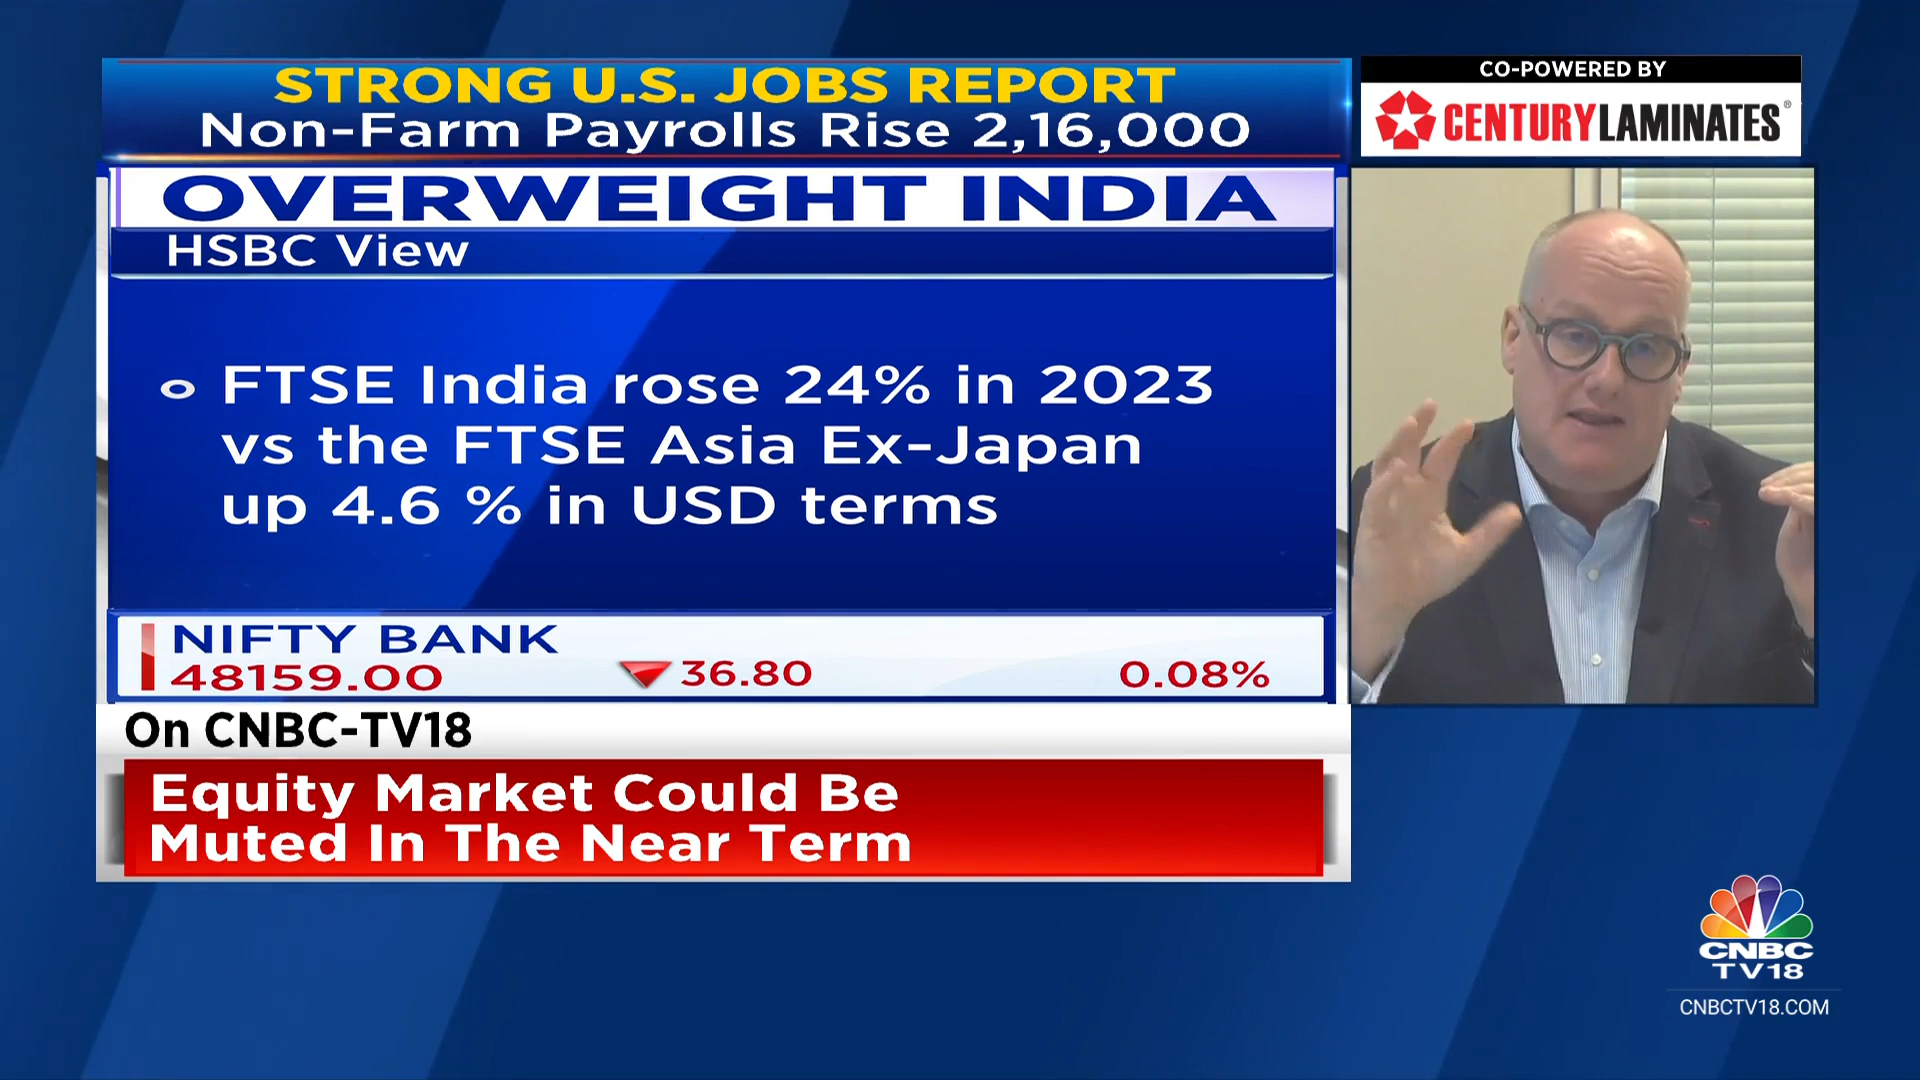 STRONG U.S. JOBS REPORT
Non-Farm Payrolls Rise 2,16,000
CO-POWERED BY
CENTURYLAMINATES®
OVERWEIGHT INDIA
HSBC View
FTSE India rose 24% in 2023
vs the FTSE Asia Ex-Japan
up 4.6 % in USD terms
NIFTY BANK
48159.00 36.80 0.08%
On CNBC-TV18
Equity Market Could Be
Muted In The Near Term
CNBC
TV18
CNBCTV18.COM